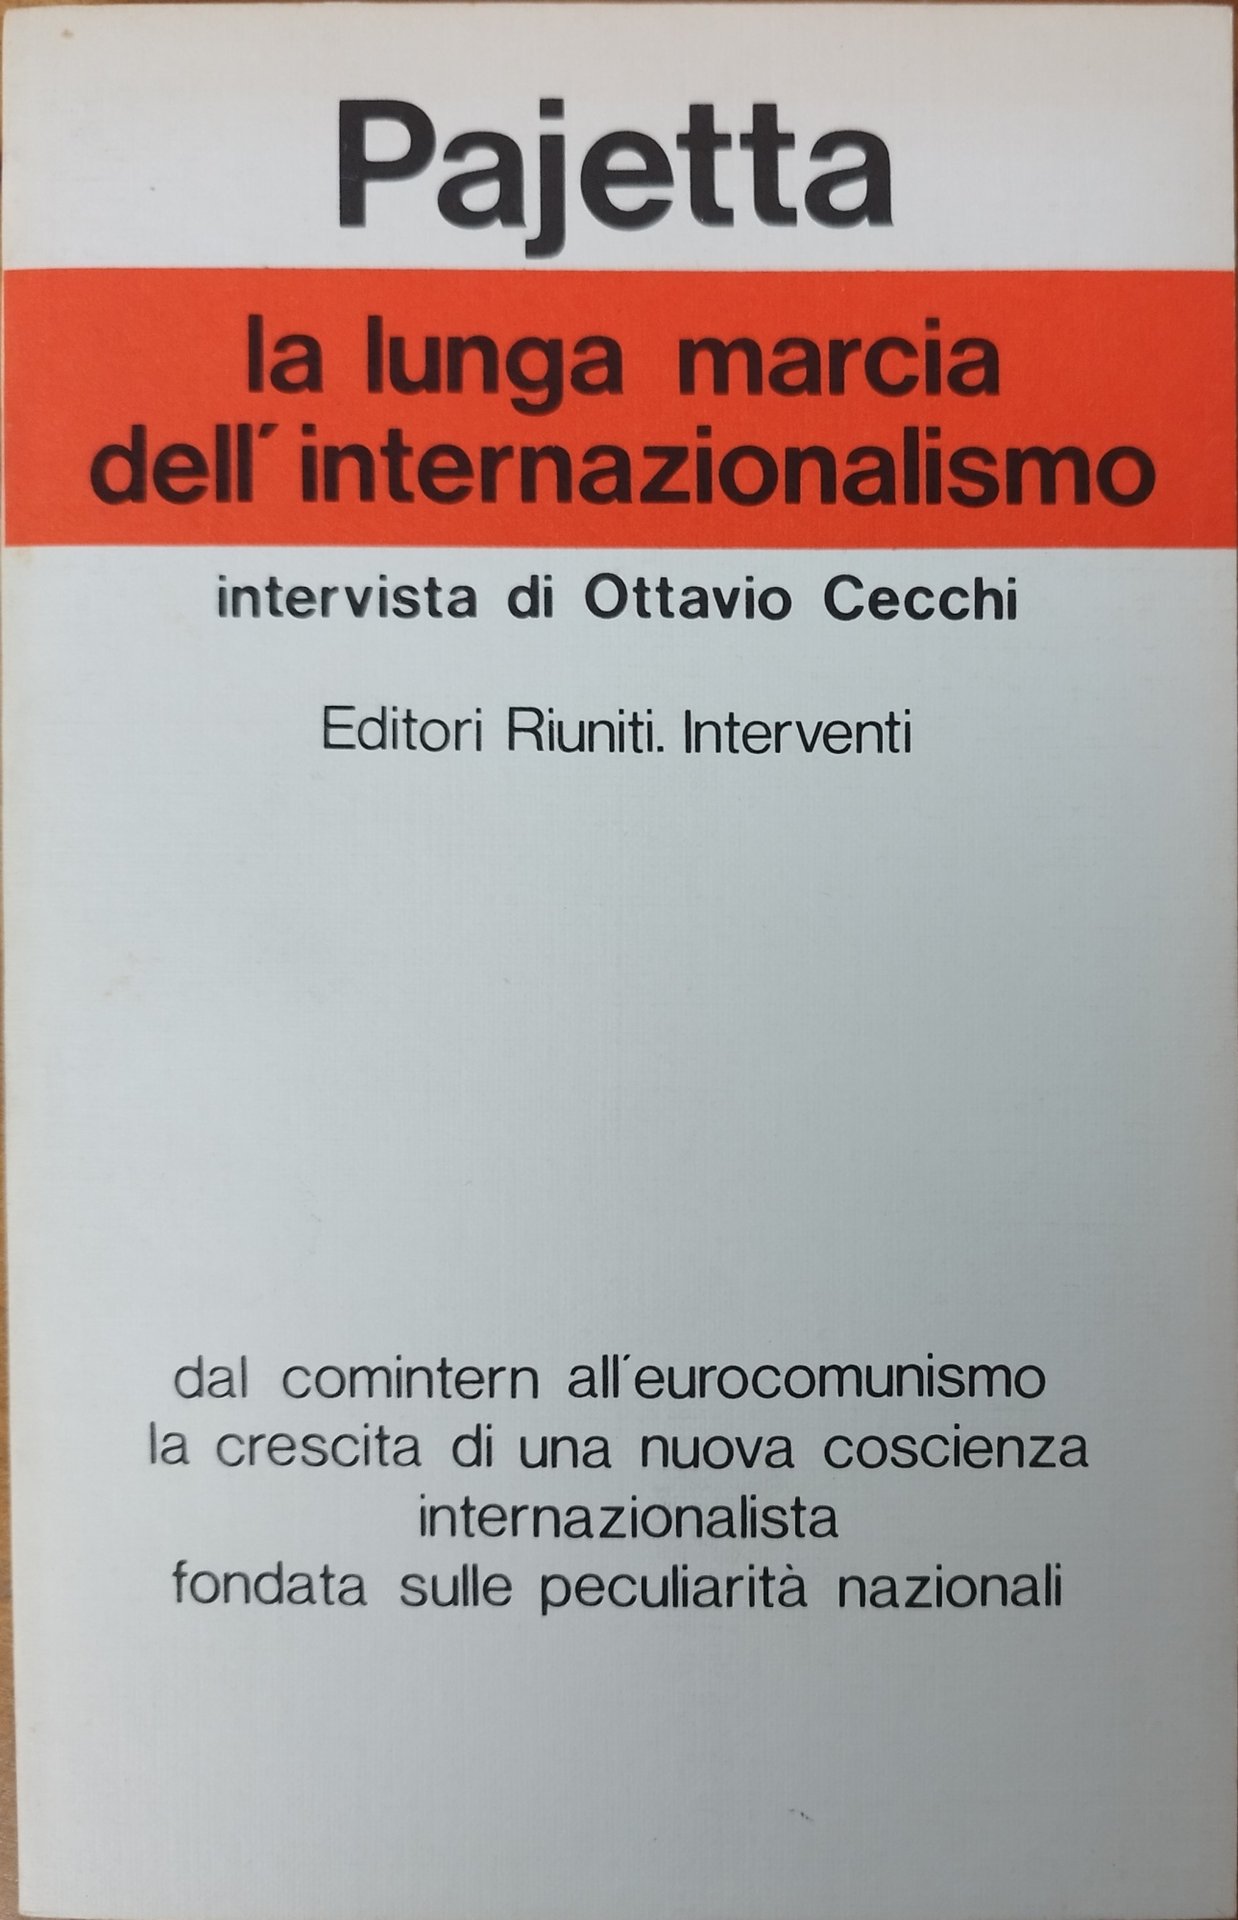 Pajetta
la lunga marcia
dell´internazionalismo
intervista di Ottavio Cecchi
Editori Riuniti. Interventi
dal comintern all´eurocomunismo
la crescita di una nuova coscienza
internazionalista
fondata sulle peculiarità nazionali